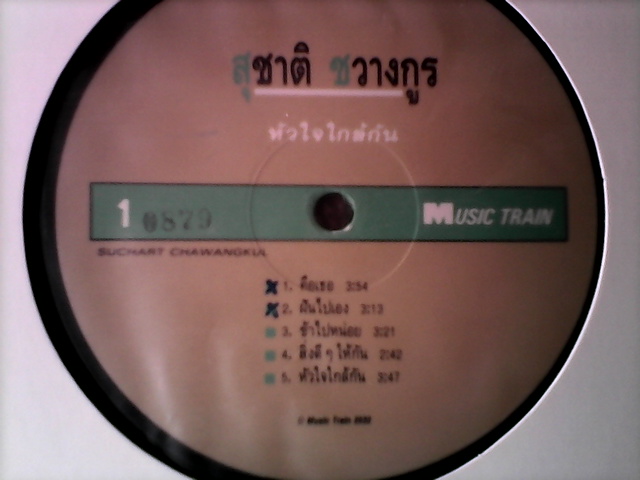 สุชาติ ชวางกูร
หัวใจใกล้กัน
1 0879 MUSIC TRAIN
SUCHART CHAWANGKUL
1. คือเธอ 3:54
2. ฝันไปเอง 3:13
3. ช้าไปหน่อย 3:21
4. สิ่งดีๆ ให้กัน 2:42
5. หัวใจใกล้กัน 3:47
© Music Train